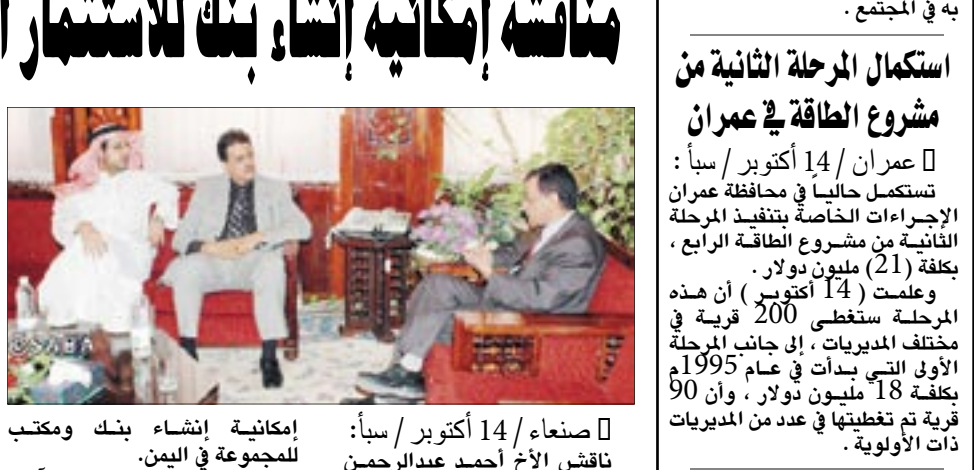 به في المجتمع .
استكمال المرحلة الثانية من
مشروع الطاقة في عمران
عمران / 14 أكتوبر / سبأ :
تستكمل حالياً في محافظة عمران
الإجراءات الخاصة بتنفيذ المرحلة
الثانية من مشروع الطاقة الرابع ،
بكلفة (21) مليون دولار .
وعلمت ( 14 أكتوبر ) أن هذه
المرحلة ستغطى 200 قرية في
مختلف المديريات ، إلى جانب المرحلة
الأولى التي بدأت في عام 1995م
بكلفة 18 مليون دولار ، وأن 90
قرية تم تغطيتها في عدد من المديريات
ذات الأولوية .
مناقشة إمكانية إنشاء بنك للاستثمار
SABA
صنعاء / 14 أكتوبر / سبأ:
ناقش الأخ أحمد عبدالرحمن
إمكانية إنشاء بنك ومكتب
للمجموعة في اليمن.